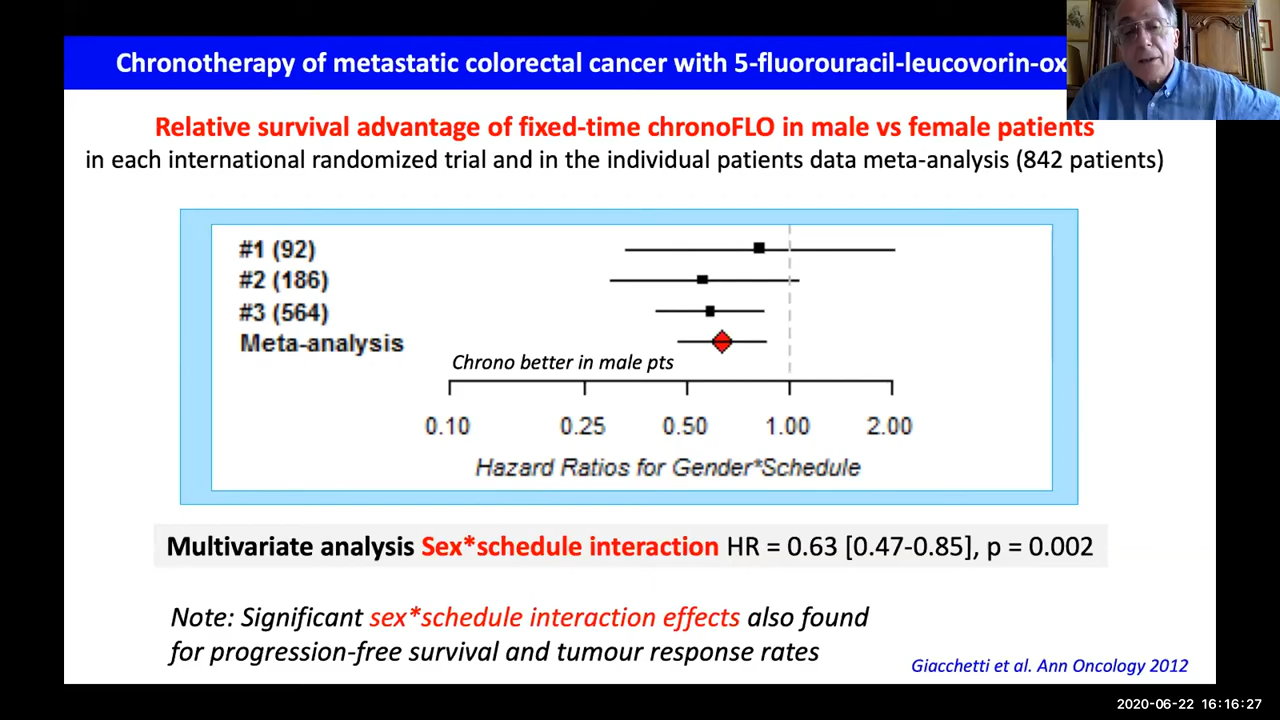 Chronotherapy of metastatic colorectal cancer with 5-fluorouracil-leucovorin-ox
Relative survival advantage of fixed-time chronoFLO in male vs female patients
in each international randomized trial and in the individual patients data meta-analysis (842 patients)
#1 (92)
#2 (186)
#3 (564)
Meta-analysis
Chrono better in male pts
0.10 0.25 0.50 1.00 2.00
Hazard Ratios for Gender*Schedule
Multivariate analysis Sex*schedule interaction HR = 0.63 [0.47-0.85], p = 0.002
Note: Significant sex*schedule interaction effects also found
for progression-free survival and tumour response rates
Giacchetti et al. Ann Oncology 2012
2020-06-22 16:16:27